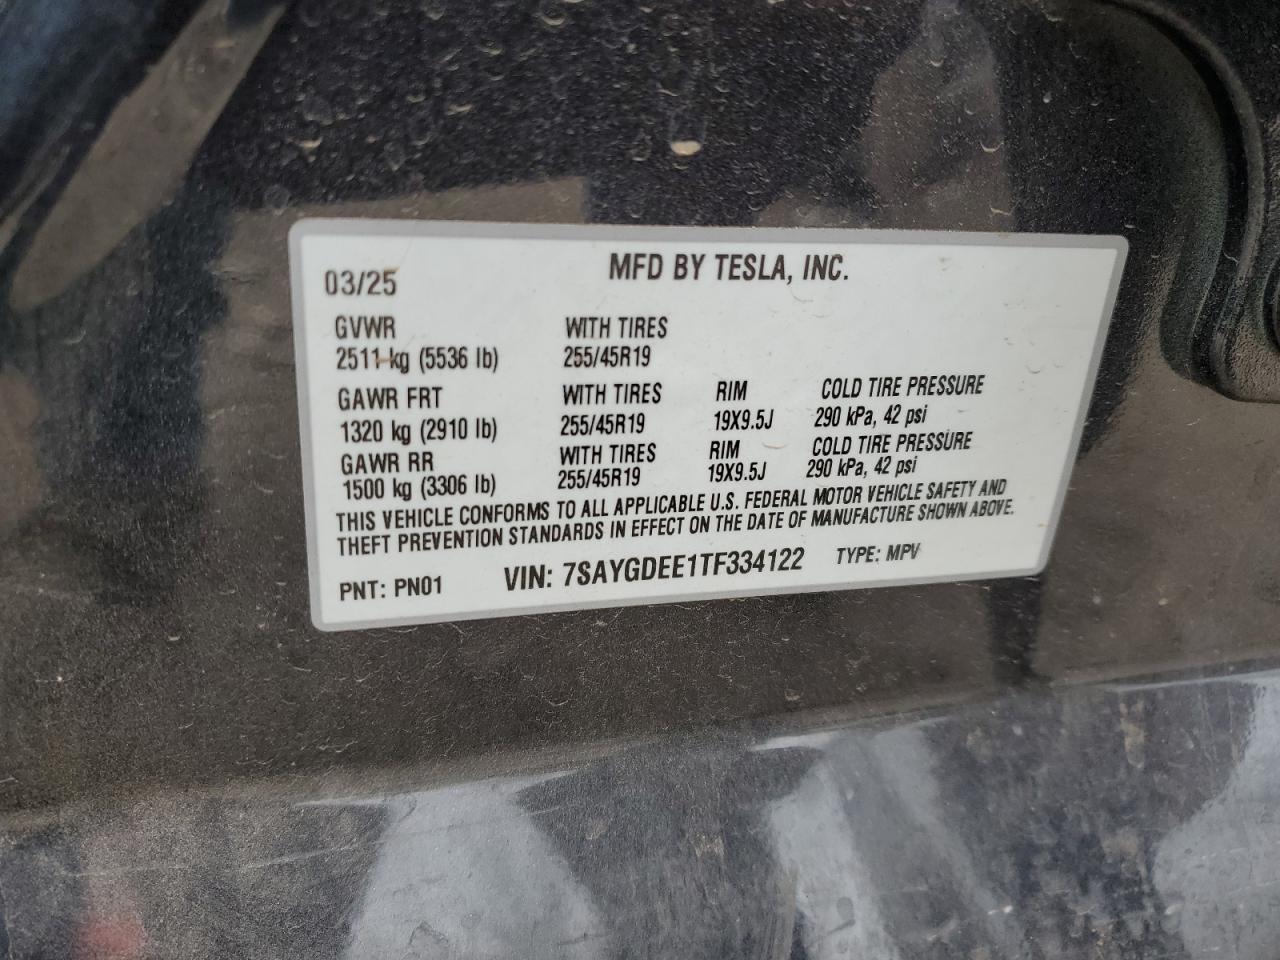 MFD BY TESLA, INC.
03/25
GVWR WITH TIRES
2511 kg (5536 lb) 255/45R19
GAWR FRT WITH TIRES RIM COLD TIRE PRESSURE
1320 kg (2910 lb) 255/45R19 19X9.5J 290 kPa, 42 psi
GAWR RR WITH TIRES RIM COLD TIRE PRESSURE
1500 kg (3306 lb) 255/45R19 19X9.5J 290 kPa, 42 psi
THIS VEHICLE CONFORMS TO ALL APPLICABLE U.S. FEDERAL MOTOR VEHICLE SAFETY AND
THEFT PREVENTION STANDARDS IN EFFECT ON THE DATE OF MANUFACTURE SHOWN ABOVE.
PNT: PN01 VIN: 7SAYGDEE1TF334122 TYPE: MPV